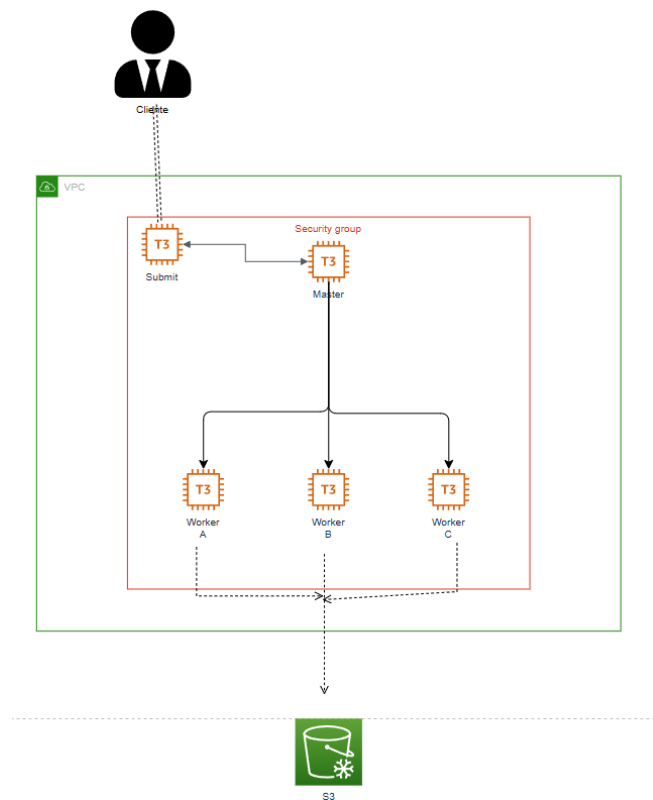 Cliente
VPC
Security group
T3
T3
Submit
Master
T3
T3
T3
Worker
A
Worker
B
Worker
C
S3